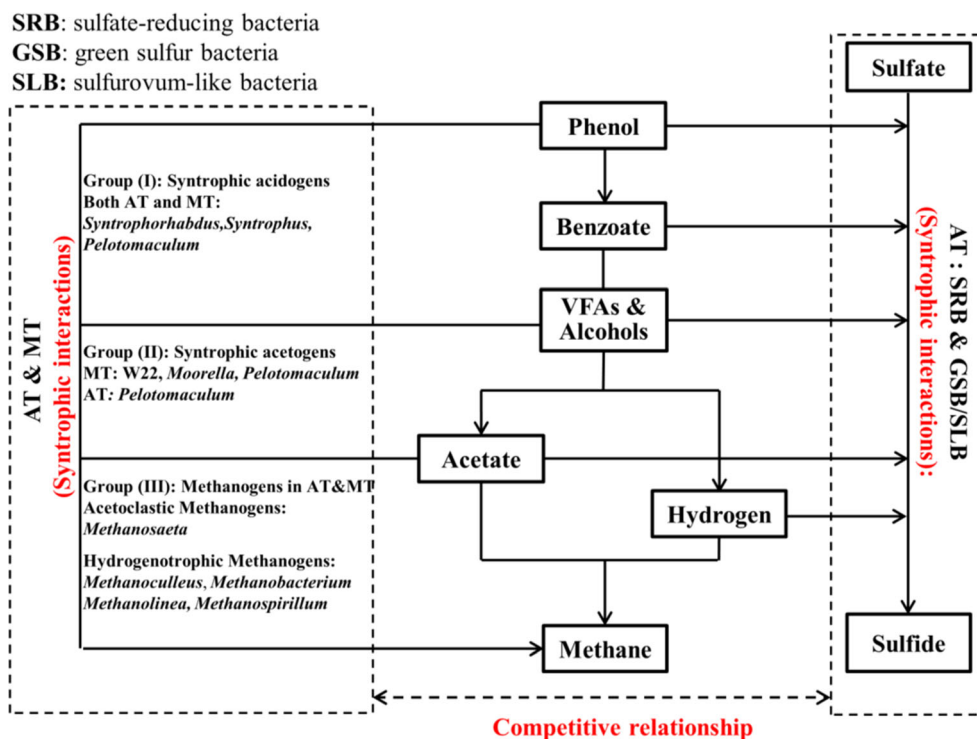 SRB: sulfate-reducing bacteria
GSB: green sulfur bacteria
SLB: sulfurovum-like bacteria
Sulfate
Phenol
Group (I): Syntrophic acidogens
Both AT and MT:
Syntrophorhabdus,Syntrophus,
Pelotomaculum
Benzoate
VFAs &
Alcohols
AT & MT
(Syntrophic interactions)
Group (II): Syntrophic acetogens
MT: W22, Moorella, Pelotomaculum
AT: Pelotomaculum
Acetate
Group (III): Methanogens in AT&MT
Acetoclastic Methanogens:
Methanosaeta
Hydrogen
Hydrogenotrophic Methanogens:
Methanoculleus, Methanobacterium
Methanolinea, Methanospirillum
Methane
Sulfide
(Syntrophic interactions):
AT : SRB & GSB/SLB
Competitive relationship